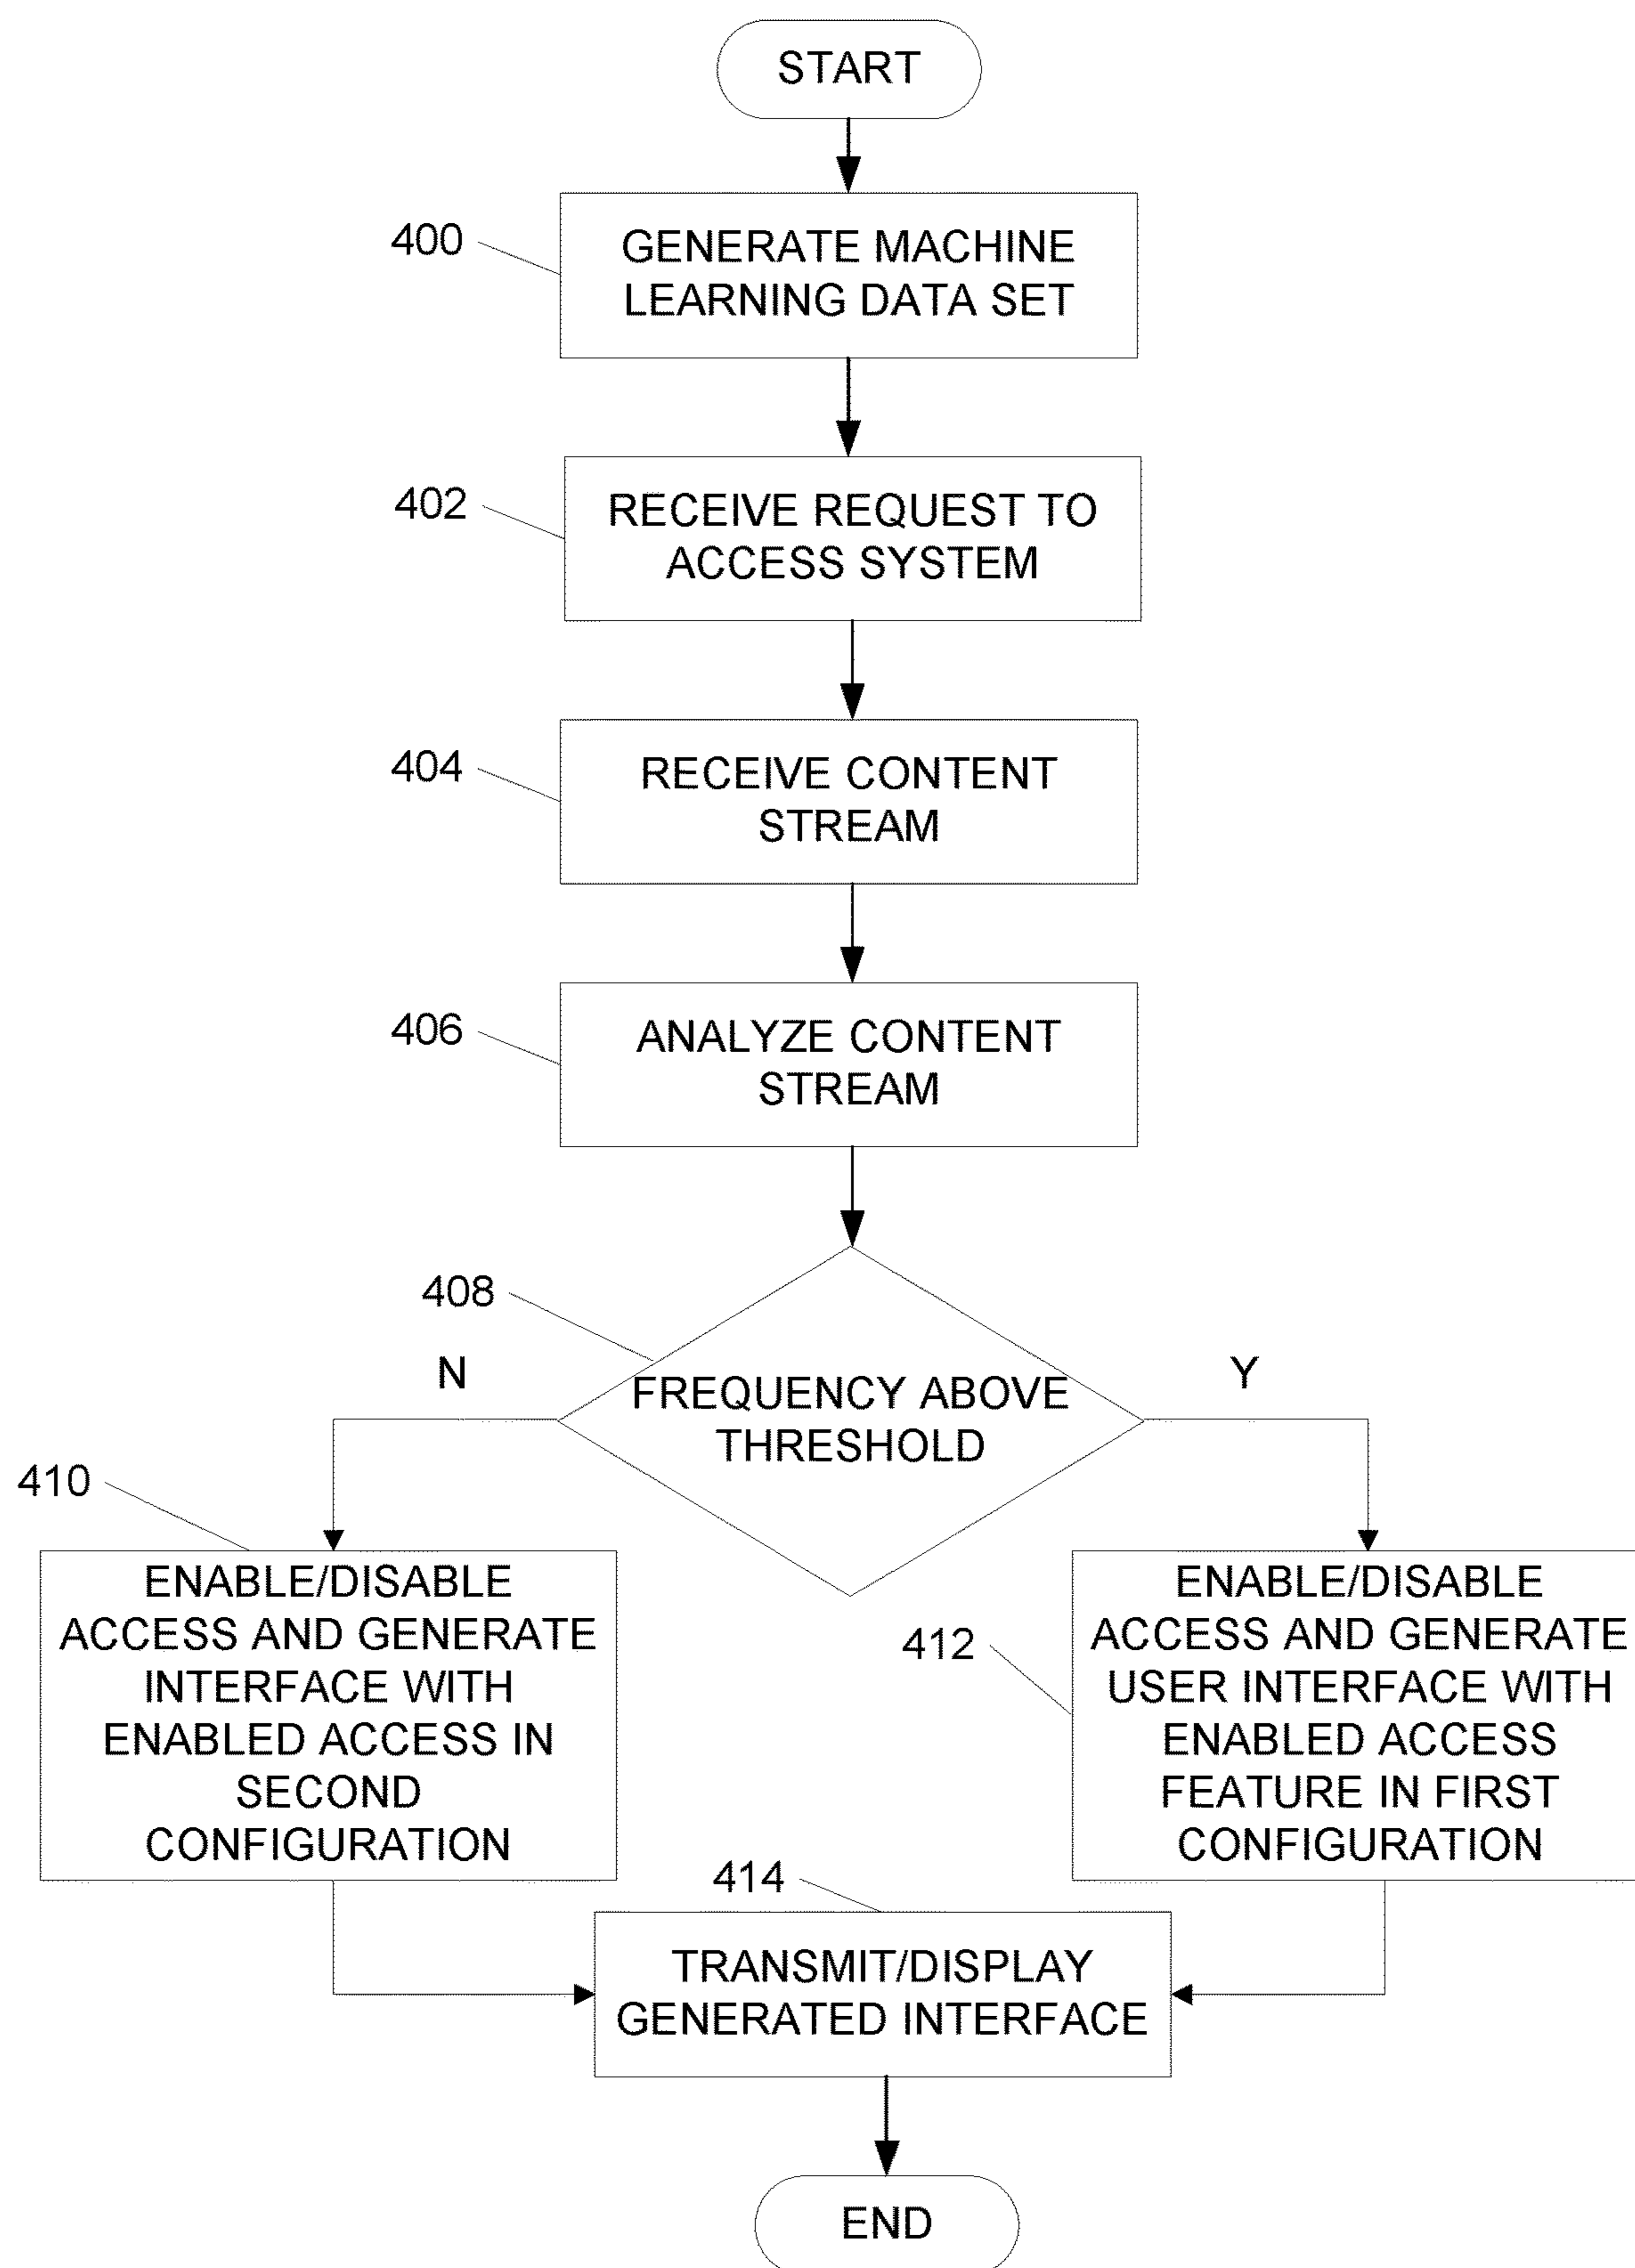 START
400
GENERATE MACHINE
LEARNING DATA SET
402
RECEIVE REQUEST TO
ACCESS SYSTEM
404
RECEIVE CONTENT
STREAM
406
ANALYZE CONTENT
STREAM
408
N
Y
FREQUENCY ABOVE
THRESHOLD
410
ENABLE/DISABLE
ACCESS AND GENERATE
INTERFACE WITH
ENABLED ACCESS IN
SECOND
CONFIGURATION
412
ENABLE/DISABLE
ACCESS AND GENERATE
USER INTERFACE WITH
ENABLED ACCESS
FEATURE IN FIRST
CONFIGURATION
414
TRANSMIT/DISPLAY
GENERATED INTERFACE
END